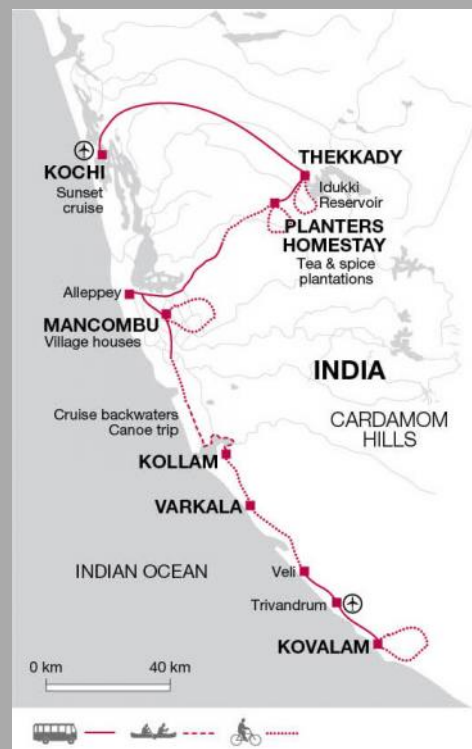 KOCHI
Sunset
cruise
THEKKADY
Idukki
Reservoir
PLANTERS
HOMESTAY
Tea & spice
plantations
Alleppey
MANCOMBU
Village houses
INDIA
CARDAMOM
HILLS
Cruise backwaters
Canoe trip
KOLLAM
VARKALA
INDIAN OCEAN
Veli
Trivandrum
KOVALAM
0 km
40 km